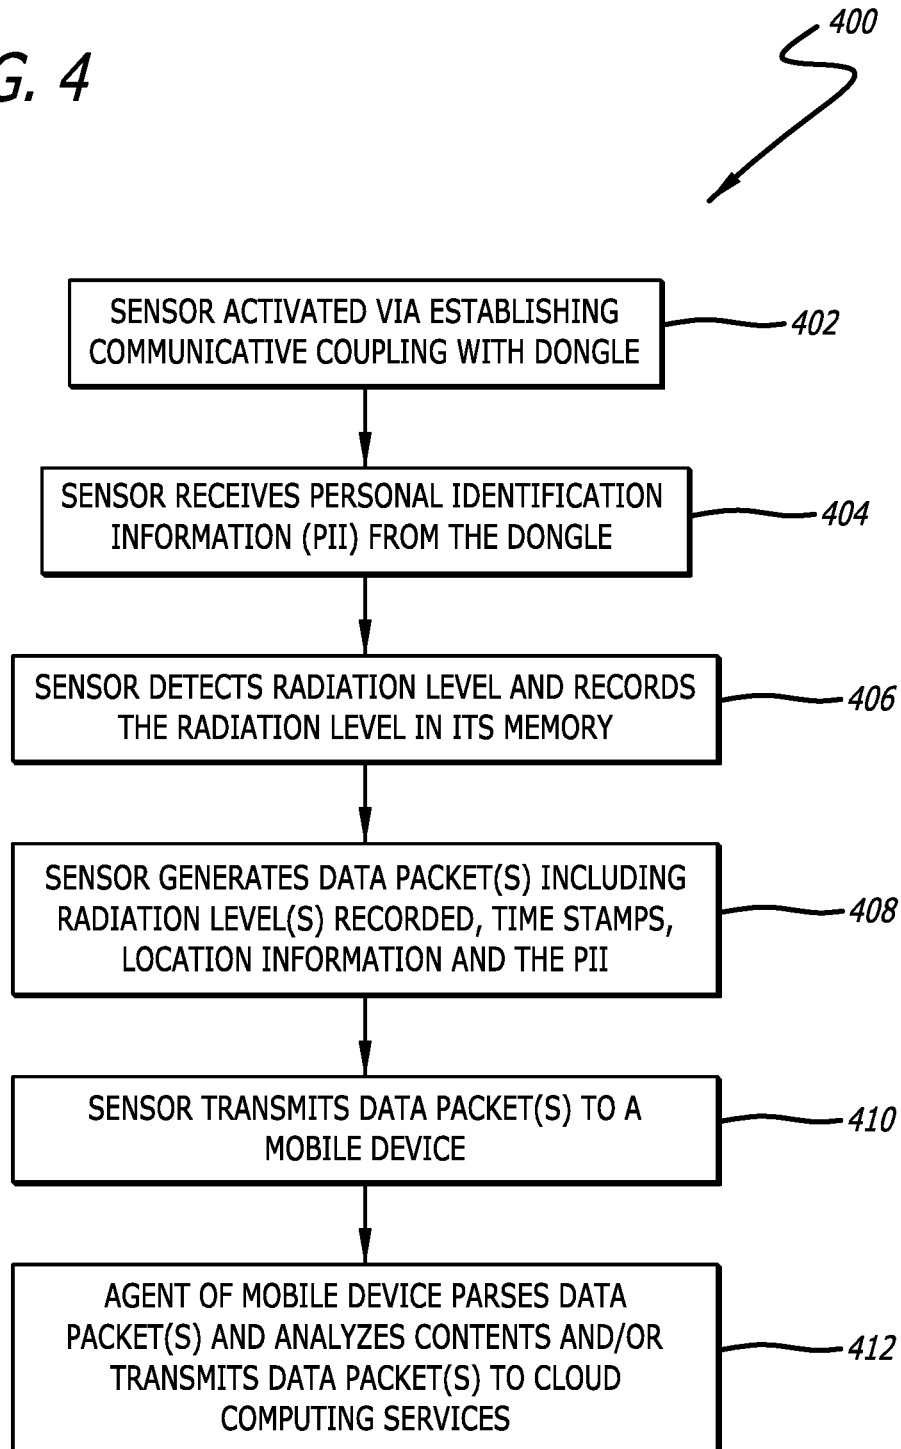 G. 4
400
SENSOR ACTIVATED VIA ESTABLISHING
COMMUNICATIVE COUPLING WITH DONGLE
402
SENSOR RECEIVES PERSONAL IDENTIFICATION
INFORMATION (PII) FROM THE DONGLE
404
SENSOR DETECTS RADIATION LEVEL AND RECORDS
THE RADIATION LEVEL IN ITS MEMORY
406
SENSOR GENERATES DATA PACKET(S) INCLUDING
RADIATION LEVEL(S) RECORDED, TIME STAMPS,
LOCATION INFORMATION AND THE PII
408
SENSOR TRANSMITS DATA PACKET(S) TO A
MOBILE DEVICE
410
AGENT OF MOBILE DEVICE PARSES DATA
PACKET(S) AND ANALYZES CONTENTS AND/OR
TRANSMITS DATA PACKET(S) TO CLOUD
COMPUTING SERVICES
412